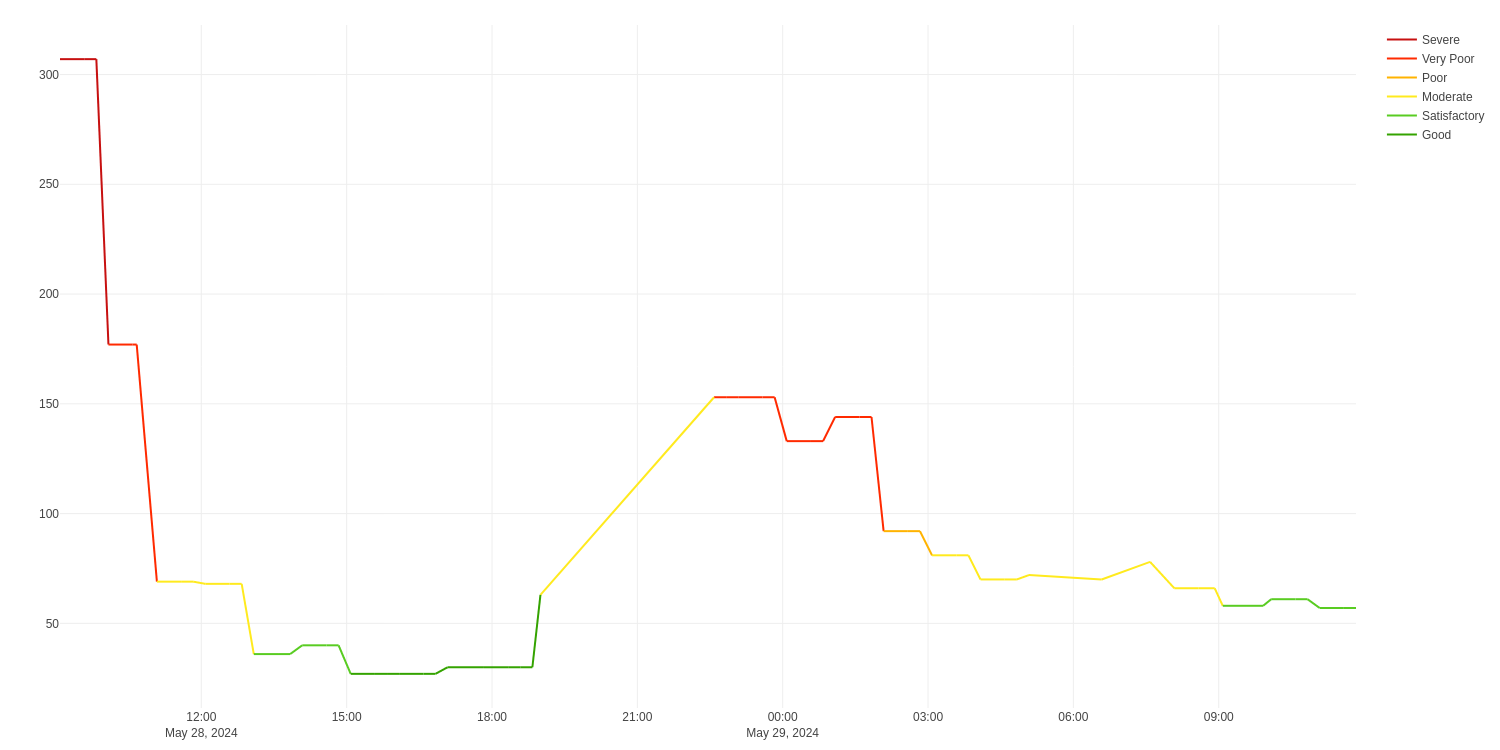 300
250
200
150
100
50
12:00
May 28, 2024
15:00
18:00
21:00
00:00
May 29, 2024
03:00
06:00
09:00
Severe
Very Poor
Poor
Moderate
Satisfactory
Good